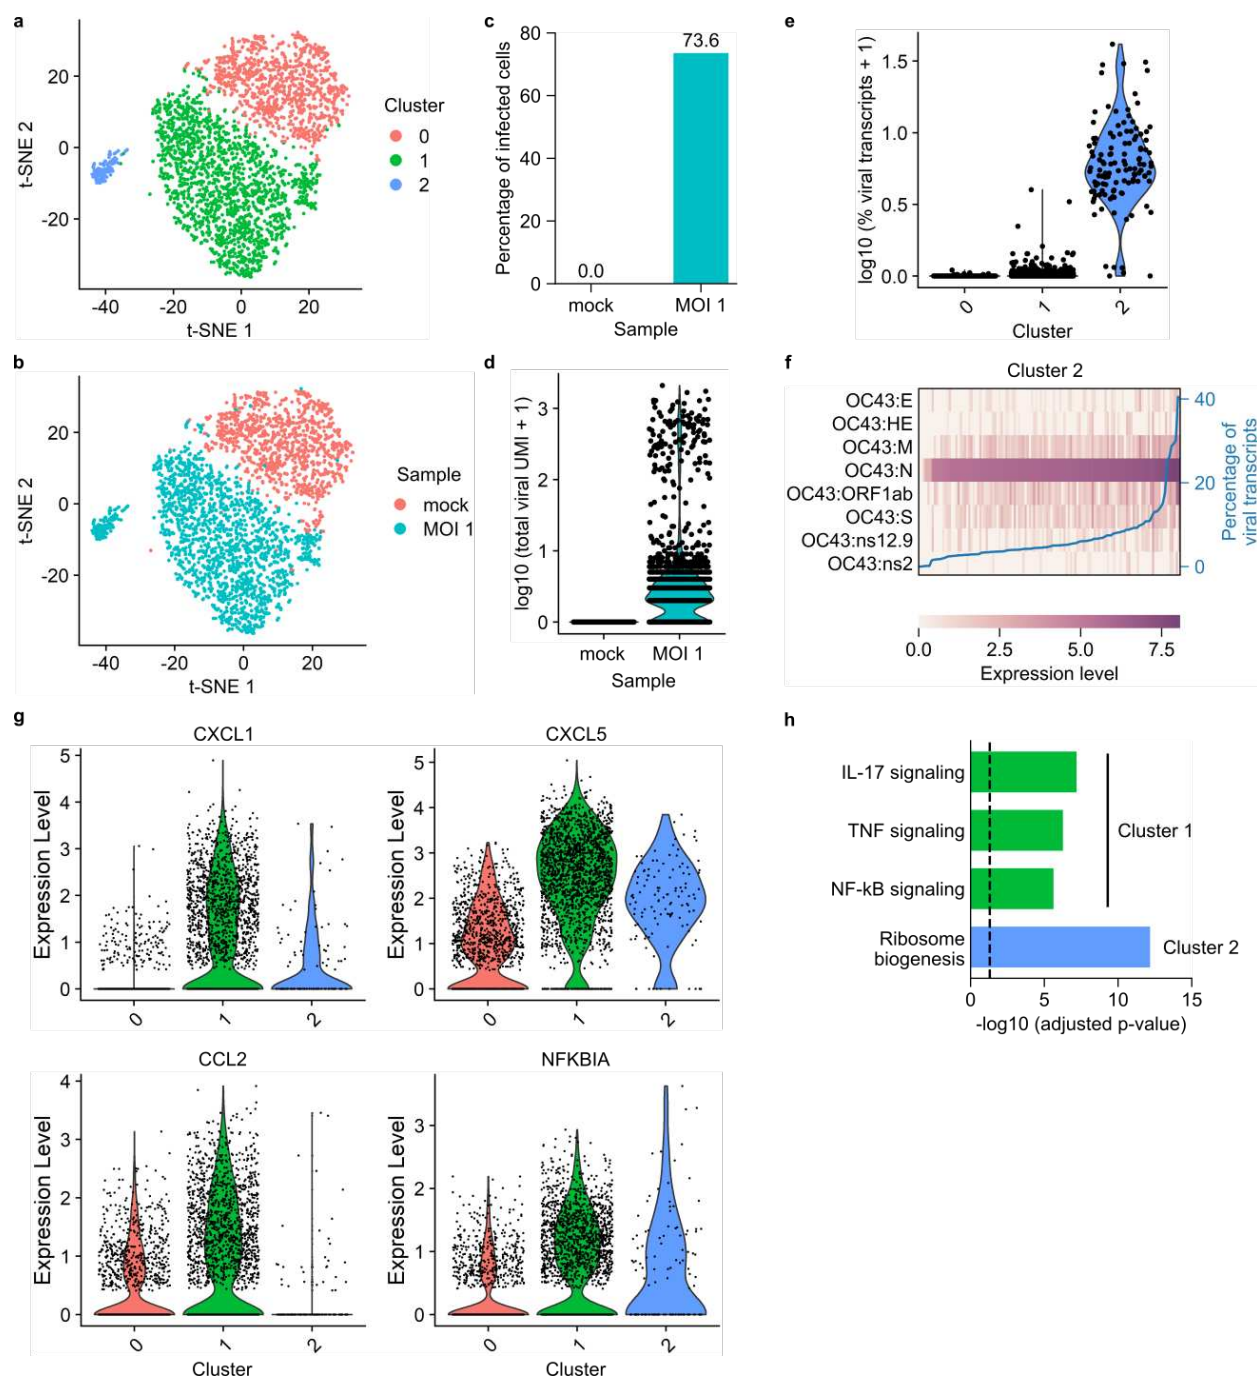 a
20
0
-20
t-SNE 2
-40
-20
0
20
t-SNE 1
Cluster
0
1
2
c
80
60
40
20
0
Percentage of infected cells
0.0
73.6
mock
MOI 1
Sample
e
1.5
1.0
0.5
0.0
log10 (% viral transcripts + 1)
0
1
2
Cluster
b
20
0
-20
t-SNE 2
-40
-20
0
20
t-SNE 1
Sample
mock
MOI 1
d
3
2
1
0
log10 (total viral UMI + 1)
mock
MOI 1
Sample
f
Cluster 2
OC43:E
OC43:HE
OC43:M
OC43:N
OC43:ORF1ab
OC43:S
OC43:ns12.9
OC43:ns2
40
20
0
Percentage of
viral transcripts
0.0
2.5
5.0
7.5
Expression level
g
CXCL1
5
4
3
2
1
0
Expression Level
0
1
2
CXCL5
5
4
3
2
1
0
Expression Level
0
1
2
CCL2
4
3
2
1
0
Expression Level
0
1
2
Cluster
NFKBIA
3
2
1
0
Expression Level
0
1
2
Cluster
h
IL-17 signaling
TNF signaling
NF-kB signaling
Ribosome
biogenesis
Cluster 1
Cluster 2
0
5
10
15
-log10 (adjusted p-value)